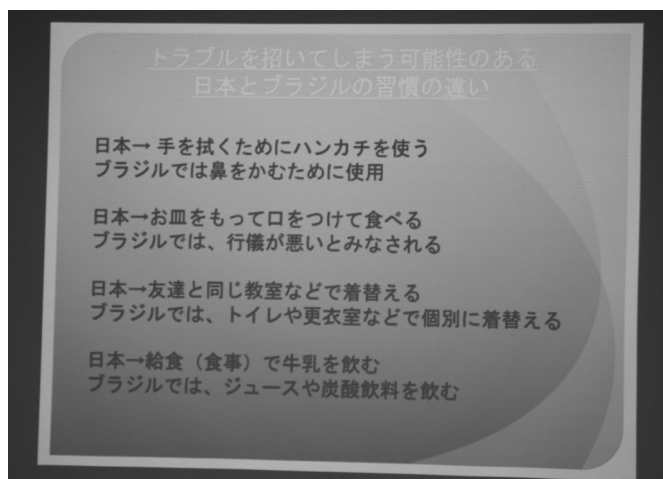 トラブルを招いてしまう可能性のある
日本とブラジルの習慣の違い
日本→ 手を拭くためにハンカチを使う
ブラジルでは鼻をかむために使用
日本→お皿をもって口をつけて食べる
ブラジルでは、行儀が悪いとみなされる
日本→友達と同じ教室などで着替える
ブラジルでは、トイレや更衣室などで個別に着替える
日本→給食（食事）で牛乳を飲む
ブラジルでは、ジュースや炭酸飲料を飲む